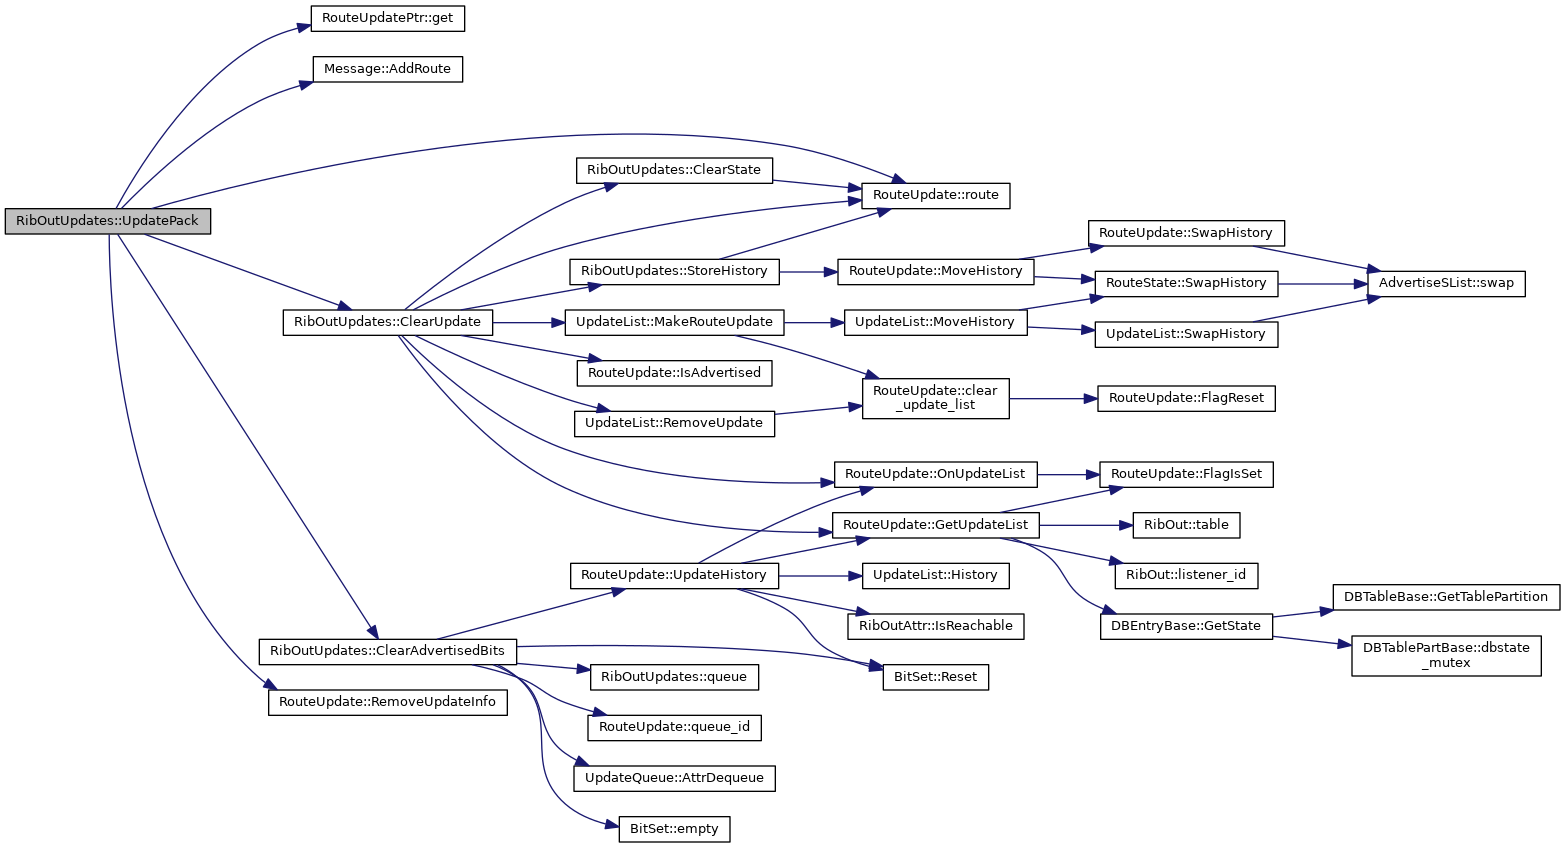 RouteUpdatePtr::get
Message::AddRoute
RibOutUpdates::ClearState
RouteUpdate::route
RibOutUpdates::UpdatePack
RouteUpdate::SwapHistory
RibOutUpdates::StoreHistory
RouteUpdate::MoveHistory
RouteState::SwapHistory
AdvertiseSList::swap
RibOutUpdates::ClearUpdate
UpdateList::MakeRouteUpdate
UpdateList::MoveHistory
UpdateList::SwapHistory
RouteUpdate::IsAdvertised
RouteUpdate::clear
_update_list
RouteUpdate::FlagReset
UpdateList::RemoveUpdate
RouteUpdate::OnUpdateList
RouteUpdate::FlagIsSet
RouteUpdate::GetUpdateList
RibOut::table
RouteUpdate::UpdateHistory
UpdateList::History
RibOut::listener_id
DBTableBase::GetTablePartition
RibOutAttr::IsReachable
DBEntryBase::GetState
RibOutUpdates::ClearAdvertisedBits
DBTablePartBase::dbstate
_mutex
RibOutUpdates::queue
BitSet::Reset
RouteUpdate::RemoveUpdateInfo
RouteUpdate::queue_id
UpdateQueue::AttrDequeue
BitSet::empty